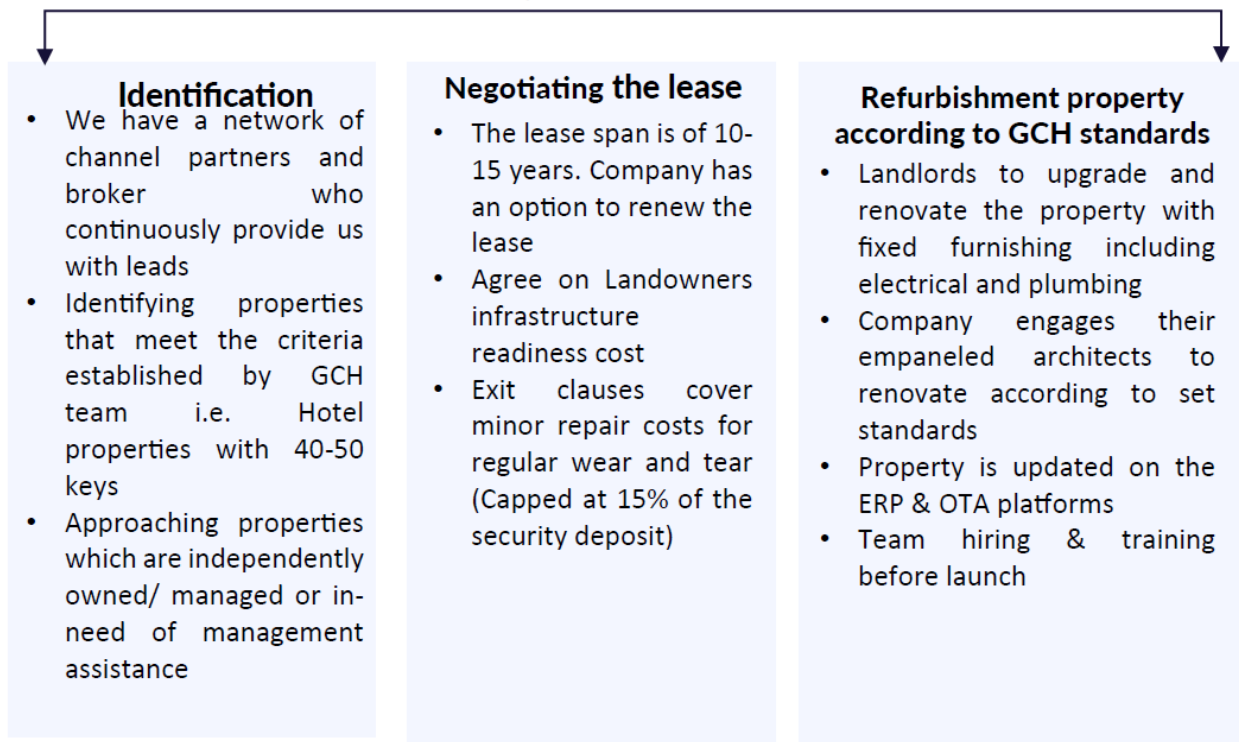 Identification
• We have a network of
channel partners and
broker who
continuously provide us
with leads
• Identifying properties
that meet the criteria
established by GCH
team i.e. Hotel
properties with 40-50
keys
• Approaching properties
which are independently
owned/ managed or in-
need of management
assistance
Negotiating the lease
• The lease span is of 10-
15 years. Company has
an option to renew the
lease
• Agree on Landowners
infrastructure
readiness cost
• Exit clauses cover
minor repair costs for
regular wear and tear
(Capped at 15% of the
security deposit)
Refurbishment property
according to GCH standards
• Landlords to upgrade and
renovate the property with
fixed furnishing including
electrical and plumbing
• Company engages their
empaneled architects to
renovate according to set
standards
• Property is updated on the
ERP & OTA platforms
• Team hiring & training
before launch